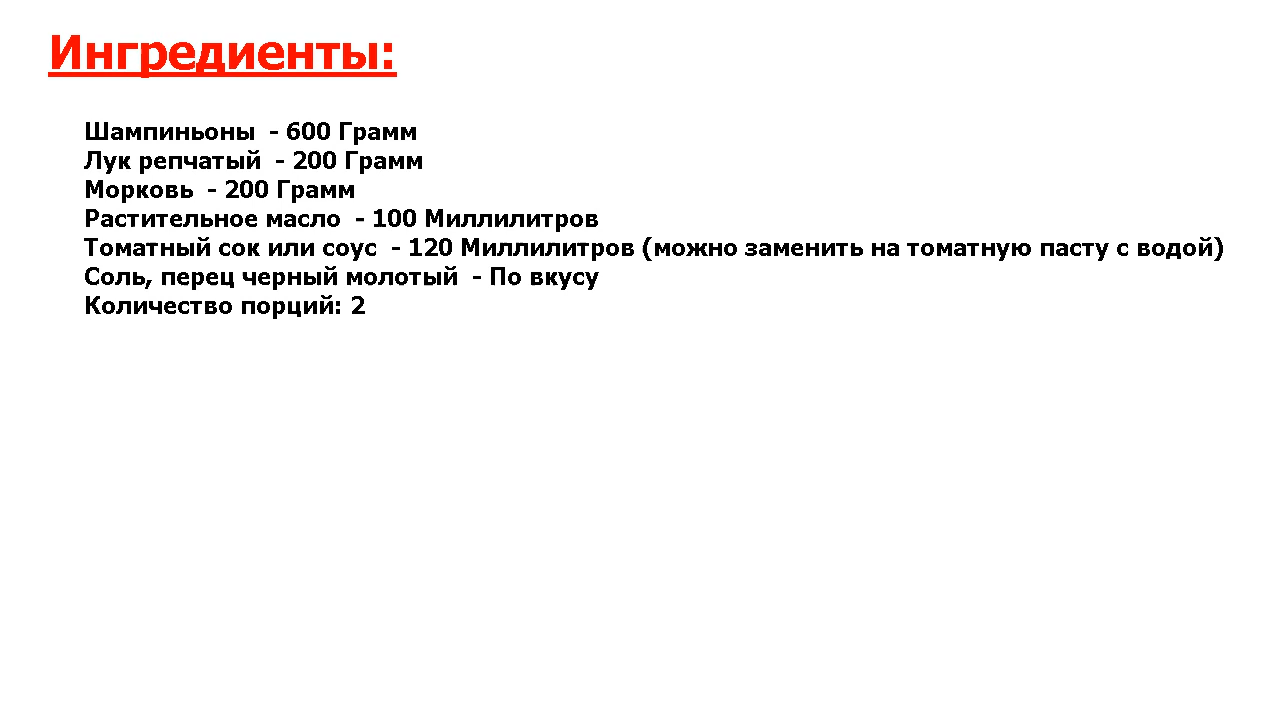 Ингредиенты:
Шампиньоны  - 600 Грамм
Лук репчатый  - 200 Грамм
Морковь  - 200 Грамм
Растительное масло  - 100 Миллилитров
Томатный сок или соус  - 120 Миллилитров (можно заменить на томатную пасту с водой)
Соль, перец черный молотый  - По вкусу
Количество порций: 2